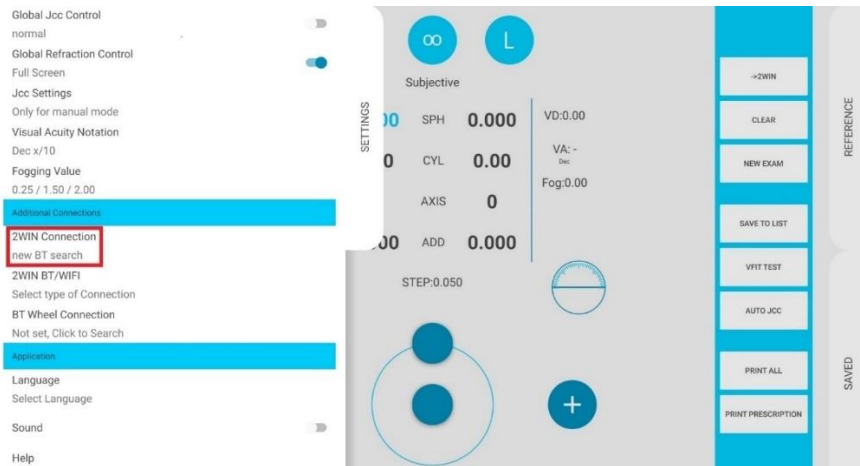 Global Jcc Control
normal
Global Refraction Control
Full Screen
Jcc Settings
Only for manual mode
Visual Acuity Notation
Dec x/10
Fogging Value
0.25 / 1.50 / 2.00
Additional Connections
2WIN Connection
new BT search
2WIN BT/WIFI
Select type of Connection
BT Wheel Connection
Not set, Click to Search
Application
Language
Select Language
Sound
Help
SETTINGS
∞ L
Subjective
00 SPH 0.000
0 CYL 0.00
AXIS 0
00 ADD 0.000
STEP:0.050
VD:0.00
VA: -
Dec
Fog:0.00
+
->2WIN
CLEAR
NEW EXAM
SAVE TO LIST
VFIT TEST
AUTO JCC
PRINT ALL
PRINT PRESCRIPTION
REFERENCE
SAVED